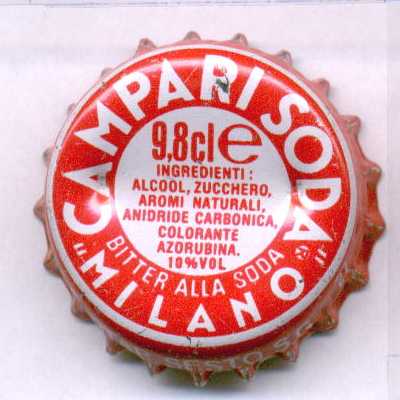 CAMPARI SODA
9,8cl e
INGREDIENTI:
ALCOOL, ZUCCHERO,
AROMI NATURALI,
ANIDRIDE CARBONICA,
COLORANTE
AZORUBINA.
10%VOL
BITTER ALLA SODA
"MILANO"